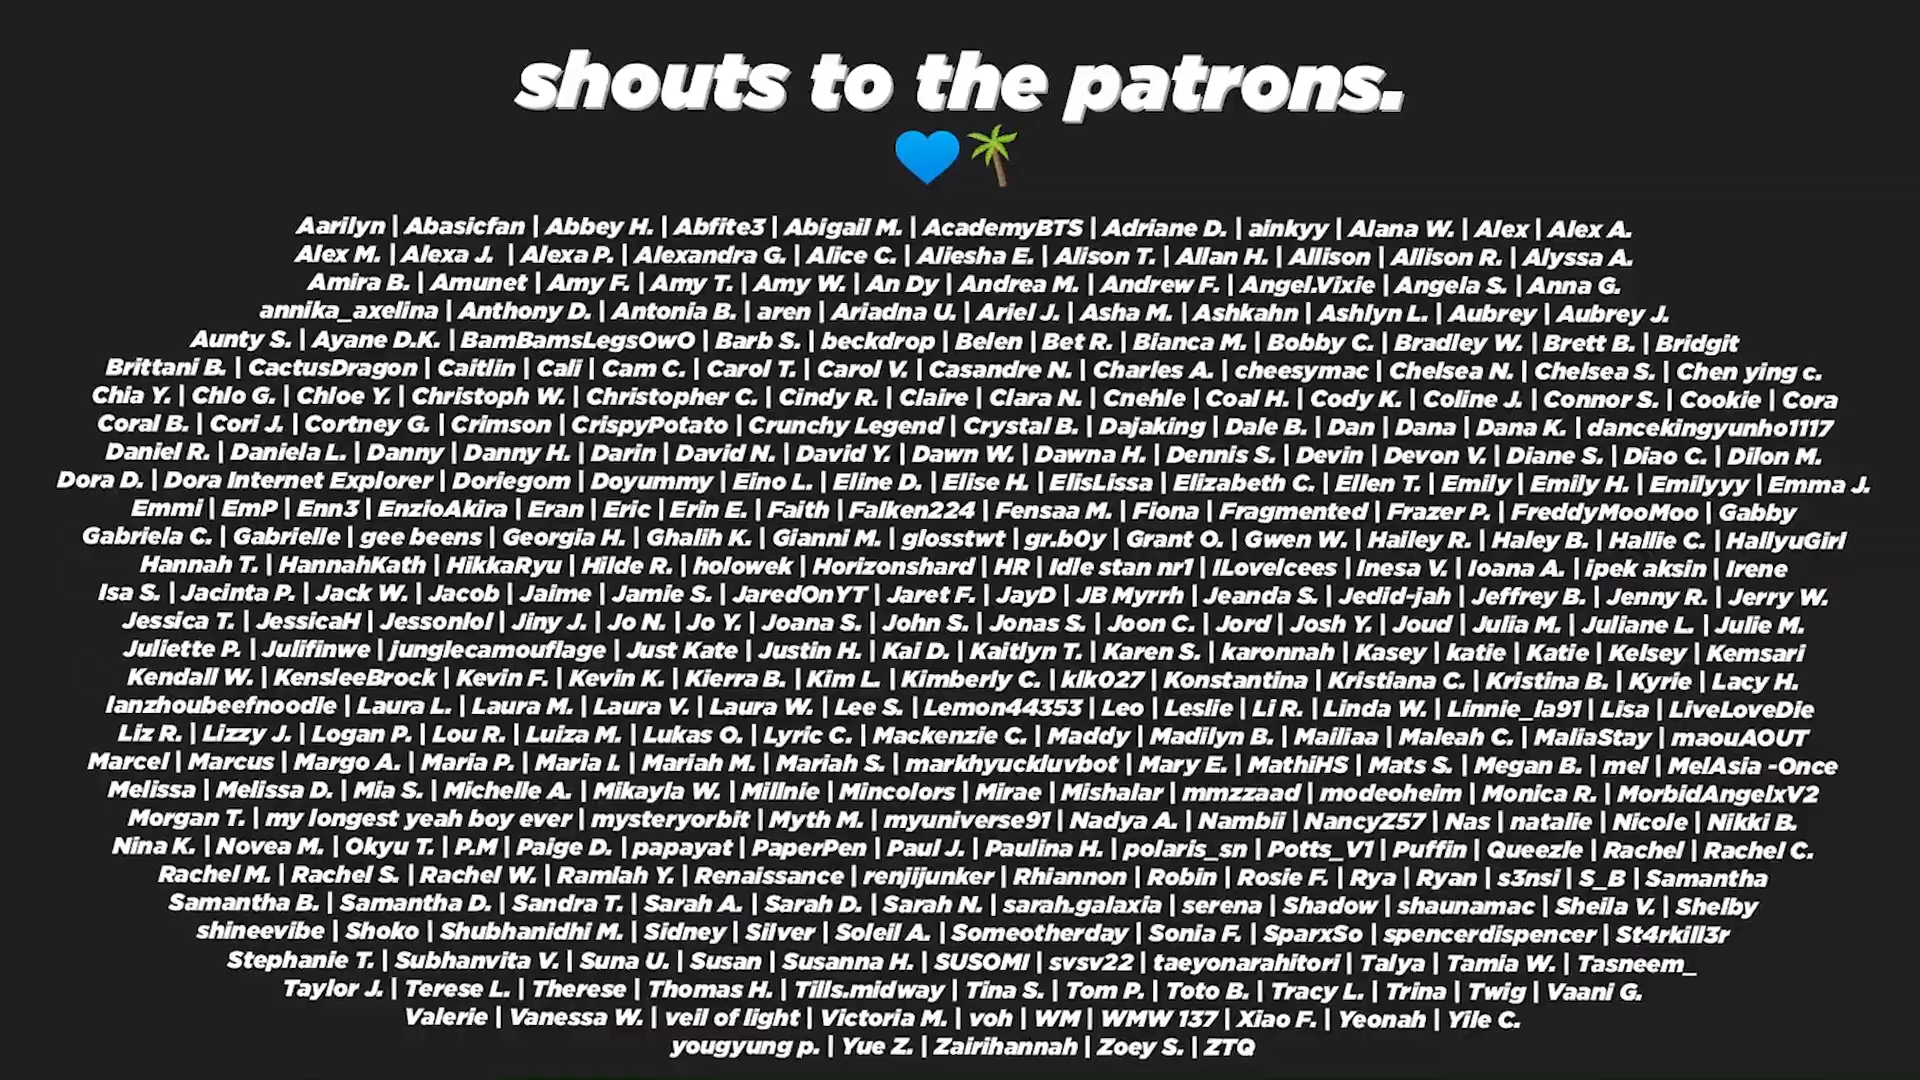 shouts to the patrons.
Aarilyn | Abasicfan | Abbey H. | Abfite3 | Abigail M. | AcademyBTS | Adriane D. | ainkyy | Alana W. | Alex | Alex A.
Alex M. | Alexa J. | Alexa P. | Alexandra G. | Alice C. | Aliesha E. | Alison T. | Allan H. | Allison | Allison R. | Alyssa A.
Amira B. | Amunet | Amy F. | Amy T. | Amy W. | An Dy | Andrea M. | Andrew F. | Angel.Vixie | Angela S. | Anna G.
annika_axelina | Anthony D. | Antonia B. | aren | Ariadna U. | Ariel J. | Asha M. | Ashkahn | Ashlyn L. | Aubrey | Aubrey J.
Aunty S. | Ayane D.K. | BamBamsLegsOwO | Barb S. | beckdrop | Belen | Bet R. | Bianca M. | Bobby C. | Bradley W. | Brett B. | Bridgit
Brittani B. | CactusDragon | Caitlin | Cali | Cam C. | Carol T. | Carol V. | Casandre N. | Charles A. | cheesymac | Chelsea N. | Chelsea S. | Chen ying c.
Chia Y. | Chlo G. | Chloe Y. | Christoph W. | Christopher C. | Cindy R. | Claire | Clara N. | Cnehle | Coal H. | Cody K. | Coline J. | Connor S. | Cookie | Cora
Coral B. | Cori J. | Cortney G. | Crimson | CrispyPotato | Crunchy Legend | Crystal B. | Dajaking | Dale B. | Dan | Dana | Dana K. | dancekingyunho1117
Daniel R. | Daniela L. | Danny | Danny H. | Darin | David N. | David Y. | Dawn W. | Dawna H. | Dennis S. | Devin | Devon V. | Diane S. | Diao C. | Dilon M.
Dora D. | Dora Internet Explorer | Doriegom | Doyummy | Eino L. | Eline D. | Elise H. | ElisLissa | Elizabeth C. | Ellen T. | Emily | Emily H. | Emilyyy | Emma J.
Emmi | EmP | Enn3 | EnzioAkira | Eran | Eric | Erin E. | Faith | Falken224 | Fensaa M. | Fiona | Fragmented | Frazer P. | FreddyMooMoo | Gabby
Gabriela C. | Gabrielle | gee beens | Georgia H. | Ghalih K. | Gianni M. | glosstwt | gr.b0y | Grant O. | Gwen W. | Hailey R. | Haley B. | Hallie C. | HallyuGirl
Hannah T. | HannahKath | HikkaRyu | Hilde R. | holowek | Horizonshard | HR | Idle stan nr1 | ILoveIcees | Inesa V. | Ioana A. | ipek aksin | Irene
Isa S. | Jacinta P. | Jack W. | Jacob | Jaime | Jamie S. | JaredOnYT | Jaret F. | JayD | JB Myrrh | Jeanda S. | Jedid-jah | Jeffrey B. | Jenny R. | Jerry W.
Jessica T. | JessicaH | Jessonlol | Jiny J. | Jo N. | Jo Y. | Joana S. | John S. | Jonas S. | Joon C. | Jord | Josh Y. | Joud | Julia M. | Juliane L. | Julie M.
Juliette P. | Julifinwe | junglecamouflage | Just Kate | Justin H. | Kai D. | Kaitlyn T. | Karen S. | karonnah | Kasey | katie | Katie | Kelsey | Kemsari
Kendall W. | KensleeBrock | Kevin F. | Kevin K. | Kierra B. | Kim L. | Kimberly C. | klk027 | Konstantina | Kristiana C. | Kristina B. | Kyrie | Lacy H.
lanzhoubeefnoodle | Laura L. | Laura M. | Laura V. | Laura W. | Lee S. | Lemon44353 | Leo | Leslie | Li R. | Linda W. | Linnie_la91 | Lisa | LiveLoveDie
Liz R. | Lizzy J. | Logan P. | Lou R. | Luiza M. | Lukas O. | Lyric C. | Mackenzie C. | Maddy | Madilyn B. | Mailiaa | Maleah C. | MaliaStay | maouAOUT
Marcel | Marcus | Margo A. | Maria P. | Maria I. | Mariah M. | Mariah S. | markhyuckluvbot | Mary E. | MathiHS | Mats S. | Megan B. | mel | MelAsia -Once
Melissa | Melissa D. | Mia S. | Michelle A. | Mikayla W. | Millnie | Mincolors | Mirae | Mishalar | mmzzaad | modeoheim | Monica R. | MorbidAngelxV2
Morgan T. | my longest yeah boy ever | mysteryorbit | Myth M. | myuniverse91 | Nadya A. | Nambii | NancyZ57 | Nas | natalie | Nicole | Nikki B.
Nina K. | Novea M. | Okyu T. | P.M | Paige D. | papayat | PaperPen | Paul J. | Paulina H. | polaris_sn | Potts_V1 | Puffin | Queezle | Rachel | Rachel C.
Rachel M. | Rachel S. | Rachel W. | Ramlah Y. | Renaissance | renjijunker | Rhiannon | Robin | Rosie F. | Rya | Ryan | s3nsi | S_B | Samantha
Samantha B. | Samantha D. | Sandra T. | Sarah A. | Sarah D. | Sarah N. | sarah.galaxia | serena | Shadow | shaunamac | Sheila V. | Shelby
shineevibe | Shoko | Shubhanidhi M. | Sidney | Silver | Soleil A. | Someotherday | Sonia F. | SparxSo | spencerdispencer | St4rkill3r
Stephanie T. | Subhanvita V. | Suna U. | Susan | Susanna H. | SUSOMI | svsv22 | taeyonarahitori | Talya | Tamia W. | Tasneem_
Taylor J. | Terese L. | Therese | Thomas H. | Tills.midway | Tina S. | Tom P. | Toto B. | Tracy L. | Trina | Twig | Vaani G.
Valerie | Vanessa W. | veil of light | Victoria M. | voh | WM | WMW 137 | Xiao F. | Yeonah | Yile C.
yougyung p. | Yue Z. | Zairihannah | Zoey S. | ZTQ